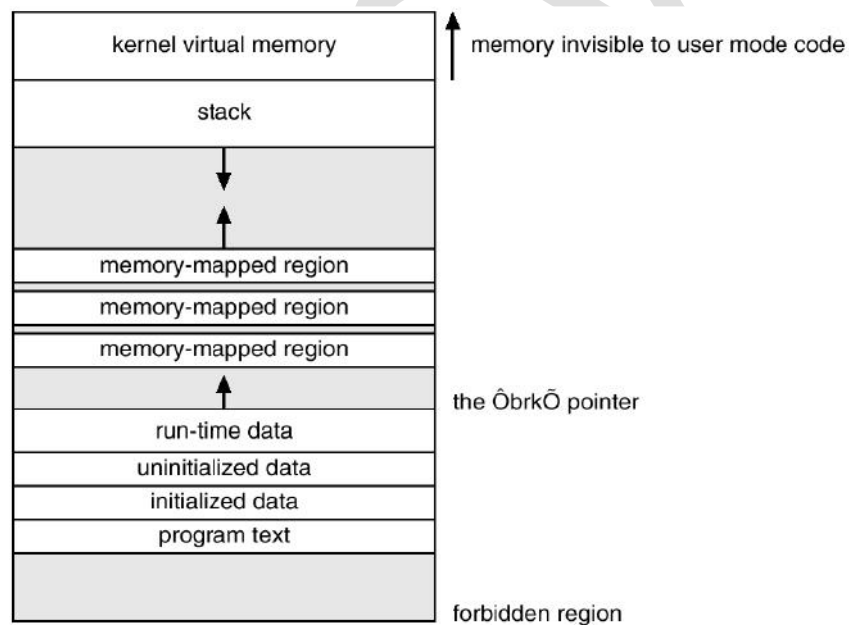 kernel virtual memory
memory invisible to user mode code
stack
memory-mapped region
memory-mapped region
memory-mapped region
the ÔbrkÕ pointer
run-time data
uninitialized data
initialized data
program text
forbidden region